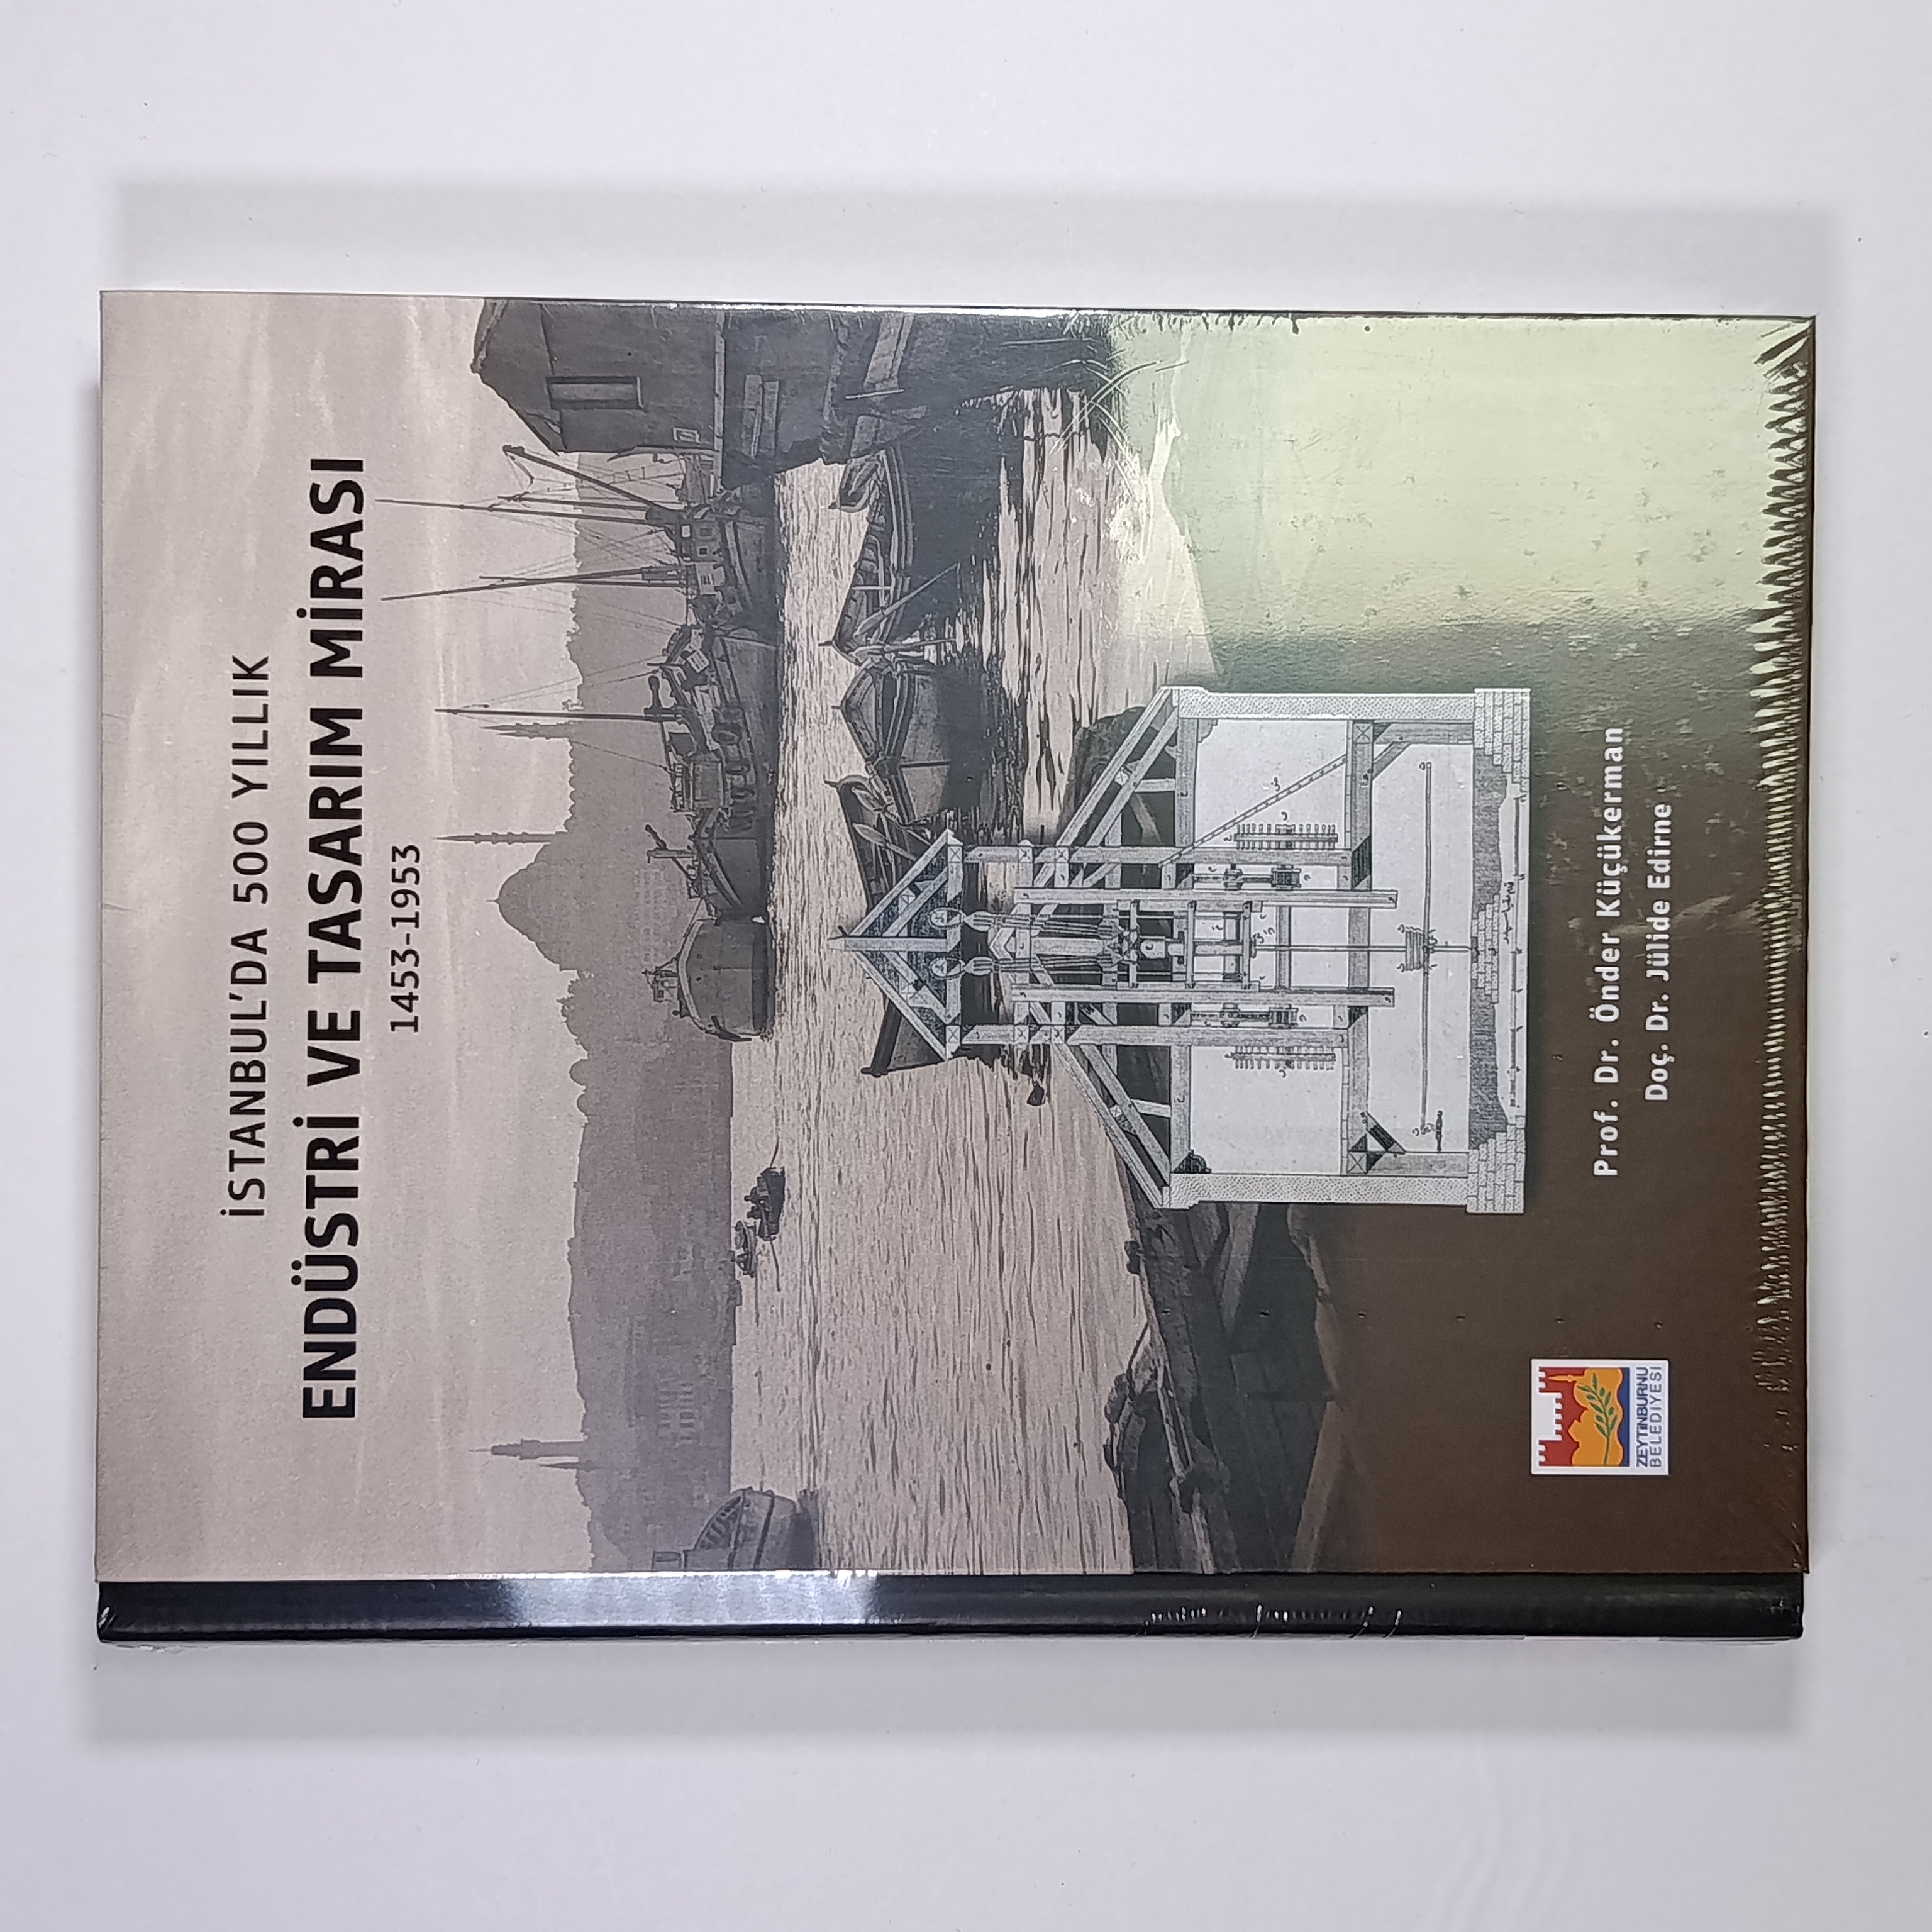 İSTANBUL'DA 500 YILLIK
ENDÜSTRİ VE TASARIM MİRASI
1453-1953
Prof. Dr. Önder Küçükerman
Doç. Dr. Jülide Edirne
ZEYTİNBURNU
BELEDİYESİ